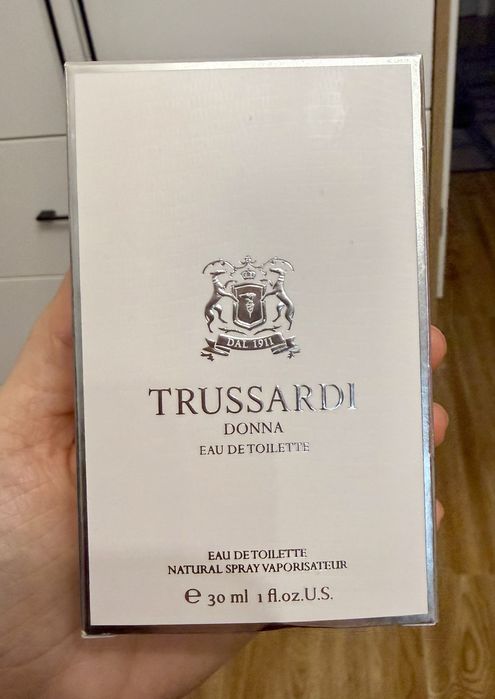 DAL 1911
TRUSSARDI
DONNA
EAU DE TOILETTE
EAU DE TOILETTE
NATURAL SPRAY VAPORISATEUR
℮ 30 ml 1 fl.oz.U.S.